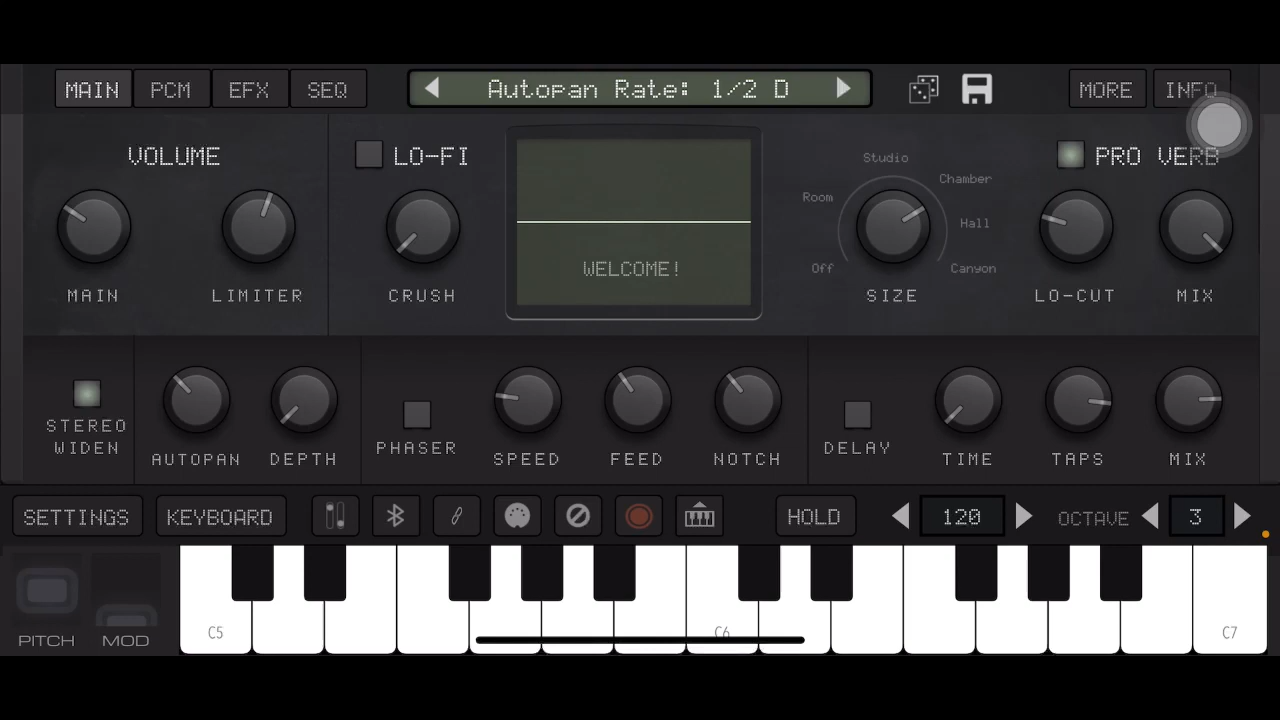 MAIN PCM EFX SEQ Autopan Rate: 1/2 D MORE INFO
VOLUME LO-FI PRO VERB
MAIN LIMITER CRUSH
WELCOME!
Off Room Studio Chamber Hall Canyon
SIZE LO-CUT MIX
STEREO
WIDEN
AUTOPAN DEPTH PHASER SPEED FEED NOTCH DELAY TIME TAPS MIX
SETTINGS KEYBOARD HOLD 120 OCTAVE 3
PITCH MOD C5 C6 C7